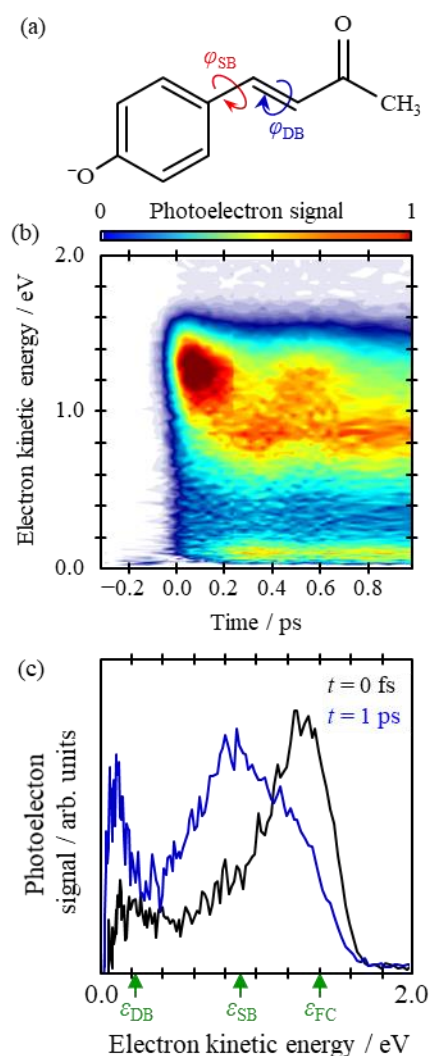 (a)
O
φSB
φDB
CH3
−O
0 Photoelectron signal 1
(b)
2.0
1.0
0.0
Electron kinetic energy / eV
−0.2 0.0 0.2 0.4 0.6 0.8
Time / ps
(c)
t = 0 fs
t = 1 ps
Photoelecton
signal / arb. units
0.0 εDB εSB εFC 2.0
Electron kinetic energy / eV